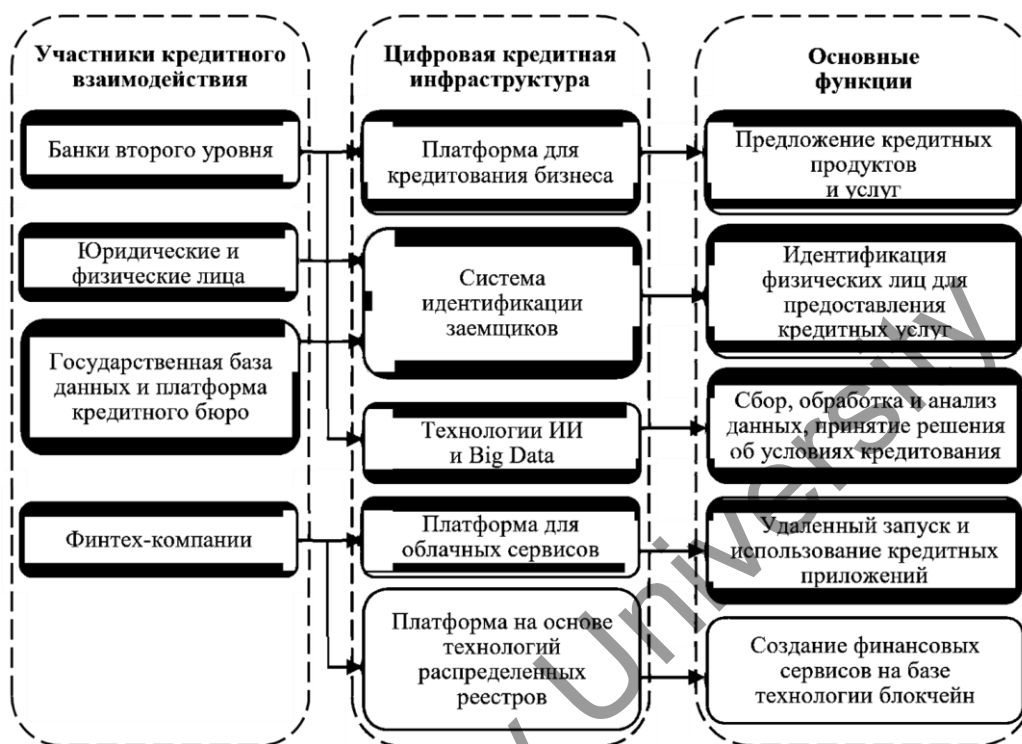 Участники кредитного
взаимодействия
Банки второго уровня
Юридические и
физические лица
Государственная база
данных и платформа
кредитного бюро
Финтех-компании
Цифровая кредитная
инфраструктура
Платформа для
кредитования бизнеса
Система
идентификации
заемщиков
Технологии ИИ
и Big Data
Платформа для
облачных сервисов
Платформа на основе
технологий
распределенных
реестров
Основные
функции
Предложение кредитных
продуктов
и услуг
Идентификация
физических лиц для
предоставления
кредитных услуг
Сбор, обработка и анализ
данных, принятие решения
об условиях кредитования
Удаленный запуск и
использование кредитных
приложений
Создание финансовых
сервисов на базе
технологии блокчейн
University